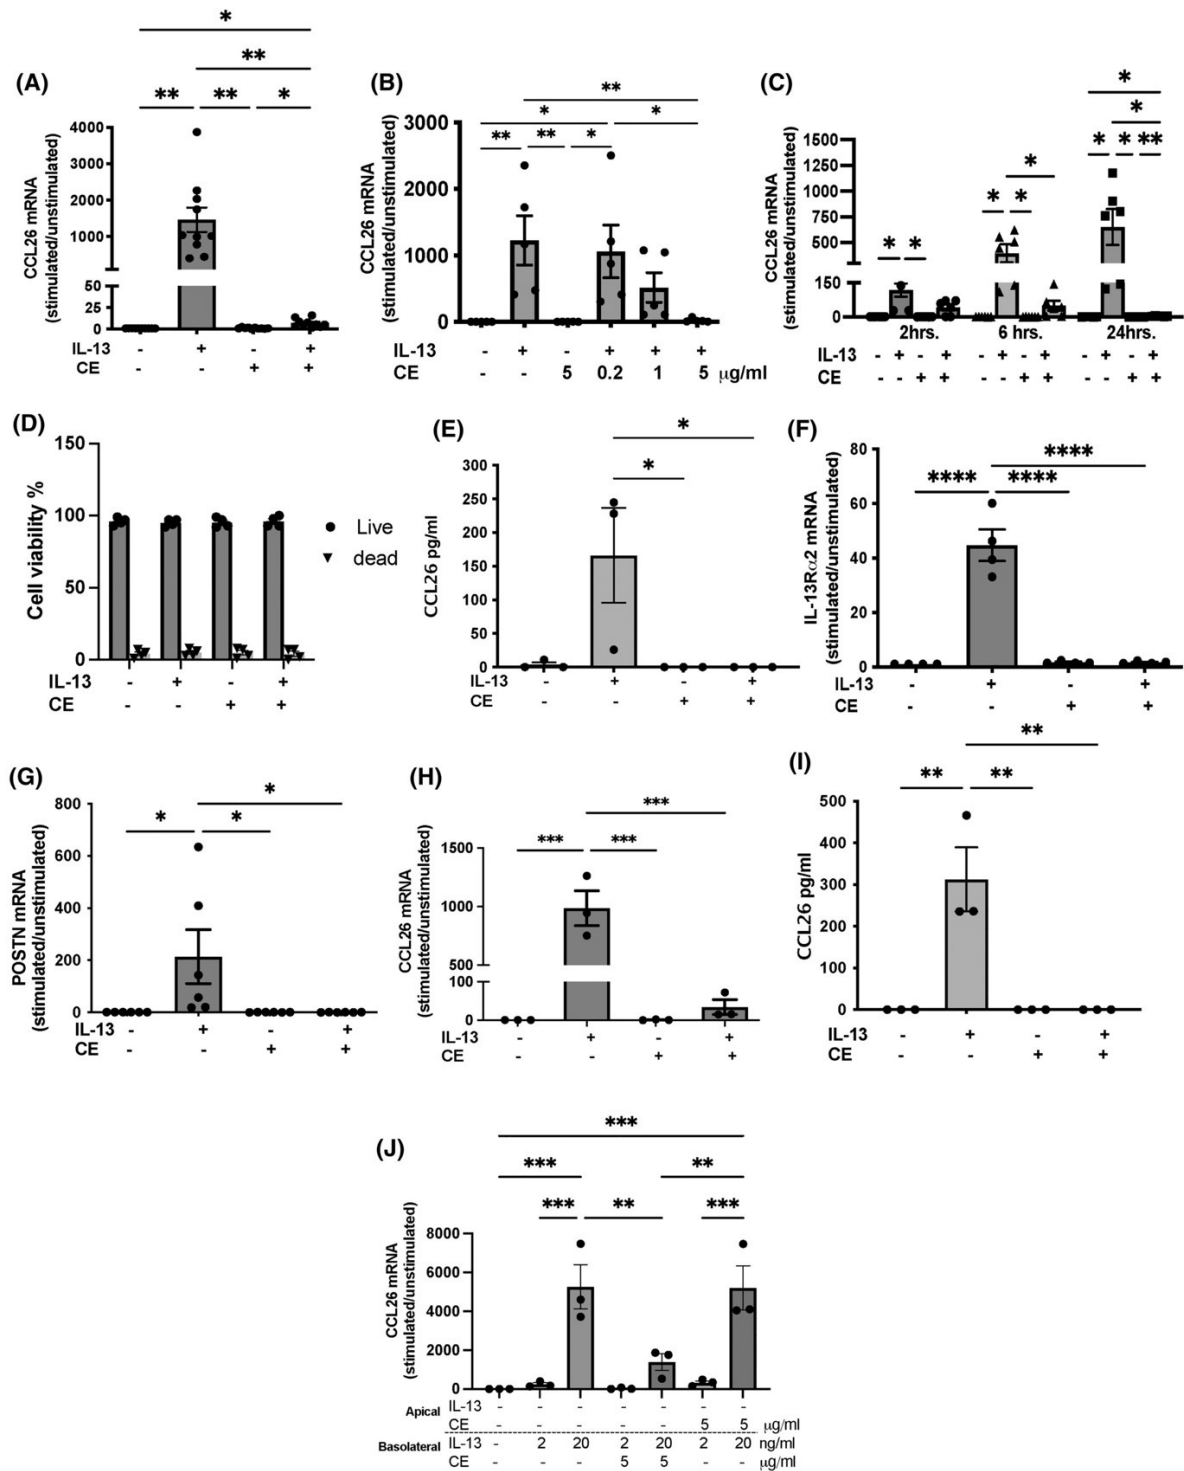 *
**
(A)
** ** *
CCL26 mRNA
(stimulated/unstimulated)
4000
3000
2000
1000
50
25
0
IL-13 - + - +
CE - - + +
(B)
**
* *
** ** *
CCL26 mRNA
(stimulated/unstimulated)
3000
2000
1000
0
IL-13 - + - + + +
CE - - 5 0.2 1 5 μg/ml
(C)
*
*
* * **
*
* *
* *
CCL26 mRNA
(stimulated/unstimulated)
1500
1250
1000
750
500
150
0
2hrs. 6 hrs. 24hrs.
IL-13 - + - + - + - + - + - +
CE - - + + - - + + - - + +
(D)
Cell viability %
150
100
50
0
Live
dead
IL-13 - + - +
CE - - + +
(E)
*
*
CCL26 pg/ml
300
250
200
150
100
50
0
IL-13 - + - +
CE - - + +
(F)
****
**** ****
IL-13Rα2 mRNA
(stimulated/unstimulated)
80
60
40
20
0
IL-13 - + - +
CE - - + +
(G)
*
* *
POSTN mRNA
(stimulated/unstimulated)
800
600
400
200
0
IL-13 - + - +
CE - - + +
(H)
***
*** ***
CCL26 mRNA
(stimulated/unstimulated)
1500
1000
500
100
0
IL-13 - + - +
CE - - + +
(I)
**
** **
CCL26 pg/ml
500
400
300
200
100
0
IL-13 - + - +
CE - - + +
(J)
***
*** **
*** ** ***
CCL26 mRNA
(stimulated/unstimulated)
8000
6000
4000
2000
0
Apical
IL-13 - - - - - - -
CE - - - - - 5 5 μg/ml
Basolateral
IL-13 - 2 20 2 20 2 20 ng/ml
CE - - - 5 5 - - μg/ml